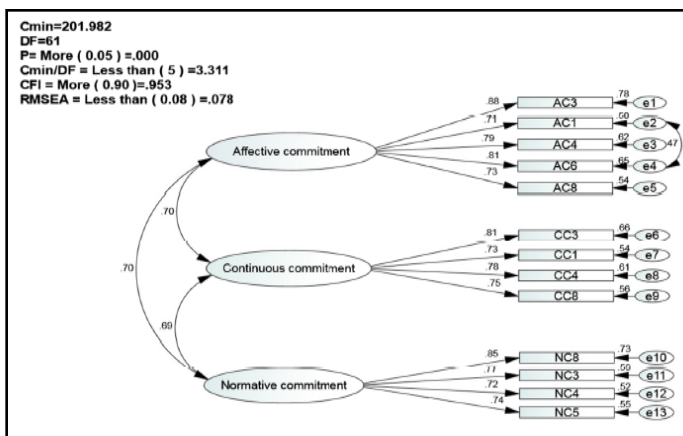 Cmin=201.982
DF=61
P= More ( 0.05 ) =.000
Cmin/DF = Less than ( 5 ) =3.311
CFI = More ( 0.90 )=.953
RMSEA = Less than ( 0.08 ) =.078
Affective commitment
.88
AC3
.78
e1
.71
AC1
.50
e2
.79
AC4
.62
e3
.47
.81
AC6
.65
e4
.73
AC8
.54
e5
.70
.70
Continuous commitment
.81
CC3
.66
e6
.73
CC1
.54
e7
.78
CC4
.61
e8
.75
CC8
.56
e9
.69
Normative commitment
.85
NC8
.73
e10
NC3
.50
e11
.72
NC4
.52
e12
.74
NC5
.55
e13